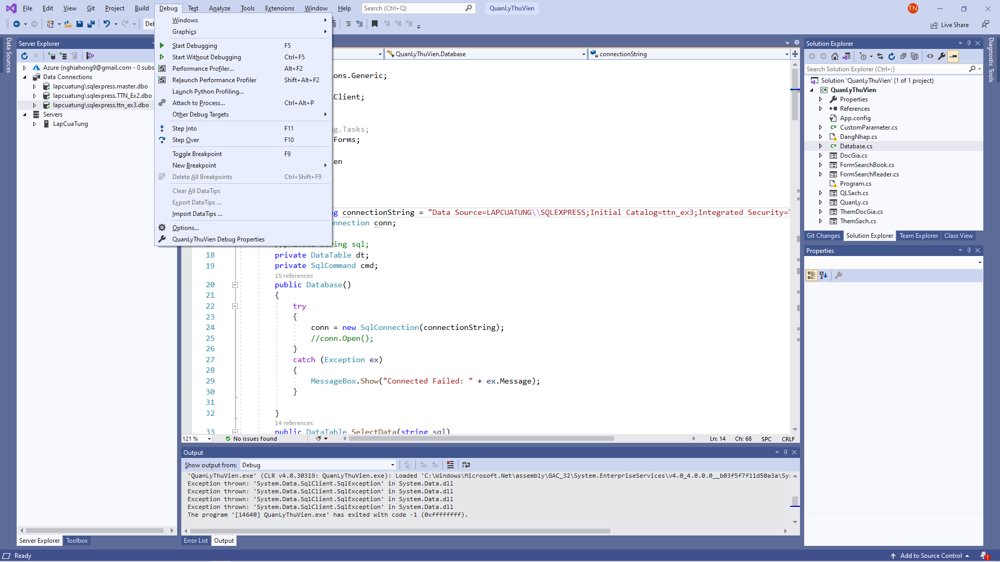 File Edit View Git Project Build Debug Test Analyze Tools Extensions Window Help Search (Ctrl+Q) QuanLyThuVien TN
Live Share
Data Sources
Server Explorer
Azure (nghiahong9@gmail.com - 0 subs
Data Connections
lapcuatung\sqlexpress.master.dbo
lapcuatung\sqlexpress.TTN_Ex2.dbo
lapcuatung\sqlexpress.ttn_ex3.dbo
Servers
LapCuaTung
Server Explorer Toolbox
Deb
Windows
Graphics
Start Debugging F5
Start Without Debugging Ctrl+F5
Performance Profiler... Alt+F2
Relaunch Performance Profiler Shift+Alt+F2
Launch Python Profiling...
Attach to Process... Ctrl+Alt+P
Other Debug Targets
Step Into F11
Step Over F10
Toggle Breakpoint F9
New Breakpoint
Delete All Breakpoints Ctrl+Shift+F9
Clear All DataTips
Export DataTips ...
Import DataTips ...
Options...
QuanLyThuVien Debug Properties
QuanLyThuVien.Database connectionString
ons.Generic;
Client;
g.Tasks;
Forms;
en
g connectionString = "Data Source=LAPCUATUNG\\SQLEXPRESS;Initial Catalog=ttn_ex3;Integrated Security=
nnection conn;
//private string sql;
18 private DataTable dt;
19 private SqlCommand cmd;
15 references
20 public Database()
21 {
22 try
23 {
24 conn = new SqlConnection(connectionString);
25 //conn.Open();
26 }
27 catch (Exception ex)
28 {
29 MessageBox.Show("Connected Failed: " + ex.Message);
30 }
31
32 }
14 references
33 public DataTable SelectData(string sql)
121 % No issues found Ln: 14 Ch: 68 SPC CRLF
Output
Show output from: Debug
'QuanLyThuVien.exe' (CLR v4.0.30319: QuanLyThuVien.exe): Loaded 'C:\Windows\Microsoft.Net\assembly\GAC_32\System.EnterpriseServices\v4.0_4.0.0.0__b03f5f7f11d50a3a\Sys
Exception thrown: 'System.Data.SqlClient.SqlException' in System.Data.dll
Exception thrown: 'System.Data.SqlClient.SqlException' in System.Data.dll
Exception thrown: 'System.Data.SqlClient.SqlException' in System.Data.dll
Exception thrown: 'System.Data.SqlClient.SqlException' in System.Data.dll
The program '[14640] QuanLyThuVien.exe' has exited with code -1 (0xffffffff).
Error List Output
Solution Explorer
Search Solution Explorer (Ctrl+;)
Solution 'QuanLyThuVien' (1 of 1 project)
QuanLyThuVien
Properties
References
App.config
CustomParameter.cs
DangNhap.cs
Database.cs
DocGia.cs
FormSearchBook.cs
FormSearchReader.cs
Program.cs
QLSach.cs
QuanLy.cs
ThemDocGia.cs
ThemSach.cs
Git Changes Solution Explorer Team Explorer Class View
Properties
Diagnostic Tools
Ready
Add to Source Control 1